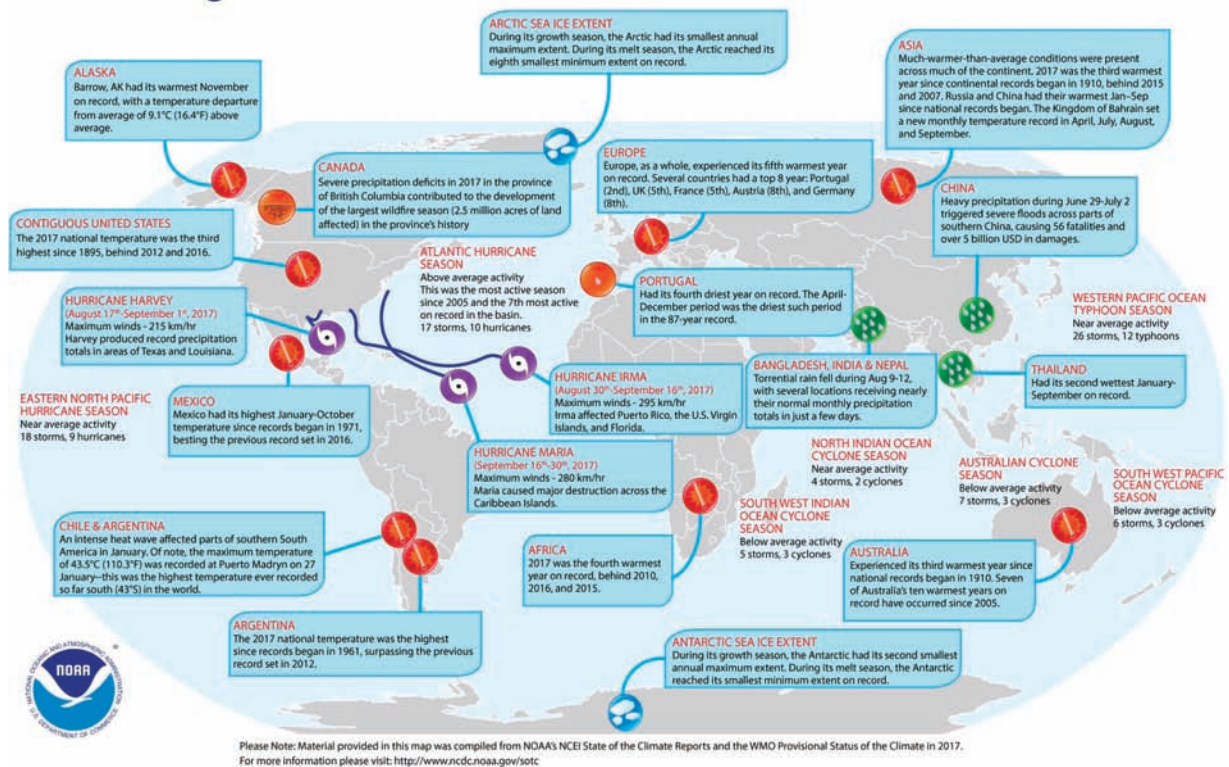 ARCTIC SEA ICE EXTENT
During its growth season, the Arctic had its smallest annual
maximum extent. During its melt season, the Arctic reached its
eighth smallest minimum extent on record.
ALASKA
Barrow, AK had its warmest November
on record, with a temperature departure
from average of 9.1°C (16.4°F) above
average.
ASIA
Much-warmer-than-average conditions were present
across much of the continent. 2017 was the third warmest
year since continental records began in 1910, behind 2015
and 2007. Russia and China had their warmest Jan–Sep
since national records began. The Kingdom of Bahrain set
a new monthly temperature record in April, July, August,
and September.
CANADA
Severe precipitation deficits in 2017 in the province
of British Columbia contributed to the development
of the largest wildfire season (2.5 million acres of land
affected) in the province's history
EUROPE
Europe, as a whole, experienced its fifth warmest year
on record. Several countries had a top 8 year: Portugal
(2nd), UK (5th), France (5th), Austria (8th), and Germany
(8th).
CHINA
Heavy precipitation during June 29-July 2
triggered severe floods across parts of
southern China, causing 56 fatalities and
over 5 billion USD in damages.
CONTIGUOUS UNITED STATES
The 2017 national temperature was the third
highest since 1895, behind 2012 and 2016.
ATLANTIC HURRICANE
SEASON
Above average activity
This was the most active season
since 2005 and the 7th most active
on record in the basin.
17 storms, 10 hurricanes
PORTUGAL
Had its fourth driest year on record. The April-
December period was the driest such period
in the 87-year record.
HURRICANE HARVEY
(August 17th-September 1st, 2017)
Maximum winds - 215 km/hr
Harvey produced record precipitation
totals in areas of Texas and Louisiana.
WESTERN PACIFIC OCEAN
TYPHOON SEASON
Near average activity
26 storms, 12 typhoons
BANGLADESH, INDIA & NEPAL
Torrential rain fell during Aug 9-12,
with several locations receiving nearly
their normal monthly precipitation
totals in just a few days.
THAILAND
Had its second wettest January-
September on record.
HURRICANE IRMA
(August 30th-September 16th, 2017)
Maximum winds - 295 km/hr
Irma affected Puerto Rico, the U.S. Virgin
Islands, and Florida.
EASTERN NORTH PACIFIC
HURRICANE SEASON
Near average activity
18 storms, 9 hurricanes
MEXICO
Mexico had its highest January-October
temperature since records began in 1971,
besting the previous record set in 2016.
HURRICANE MARIA
(September 16th-30th, 2017)
Maximum winds - 280 km/hr
Maria caused major destruction across the
Caribbean Islands.
NORTH INDIAN OCEAN
CYCLONE SEASON
Near average activity
4 storms, 2 cyclones
AUSTRALIAN CYCLONE
SEASON
Below average activity
7 storms, 3 cyclones
SOUTH WEST PACIFIC
OCEAN CYCLONE
SEASON
Below average activity
6 storms, 3 cyclones
SOUTH WEST INDIAN
OCEAN CYCLONE
SEASON
Below average activity
5 storms, 3 cyclones
CHILE & ARGENTINA
An intense heat wave affected parts of southern South
America in January. Of note, the maximum temperature
of 43.5°C (110.3°F) was recorded at Puerto Madryn on 27
January--this was the highest temperature ever recorded
so far south (43°S) in the world.
AFRICA
2017 was the fourth warmest
year on record, behind 2010,
2016, and 2015.
AUSTRALIA
Experienced its third warmest year since
national records began in 1910. Seven
of Australia's ten warmest years on
record have occurred since 2005.
ARGENTINA
The 2017 national temperature was the highest
since records began in 1961, surpassing the previous
record set in 2012.
ANTARCTIC SEA ICE EXTENT
During its growth season, the Antarctic had its second smallest
annual maximum extent. During its melt season, the Antarctic
reached its smallest minimum extent on record.
NATIONAL OCEANIC AND ATMOSPHERIC ADMINISTRATION
NOAA
U.S. DEPARTMENT OF COMMERCE
Please Note: Material provided in this map was compiled from NOAA's NCEI State of the Climate Reports and the WMO Provisional Status of the Climate in 2017.
For more information please visit: http://www.ncdc.noaa.gov/sotc